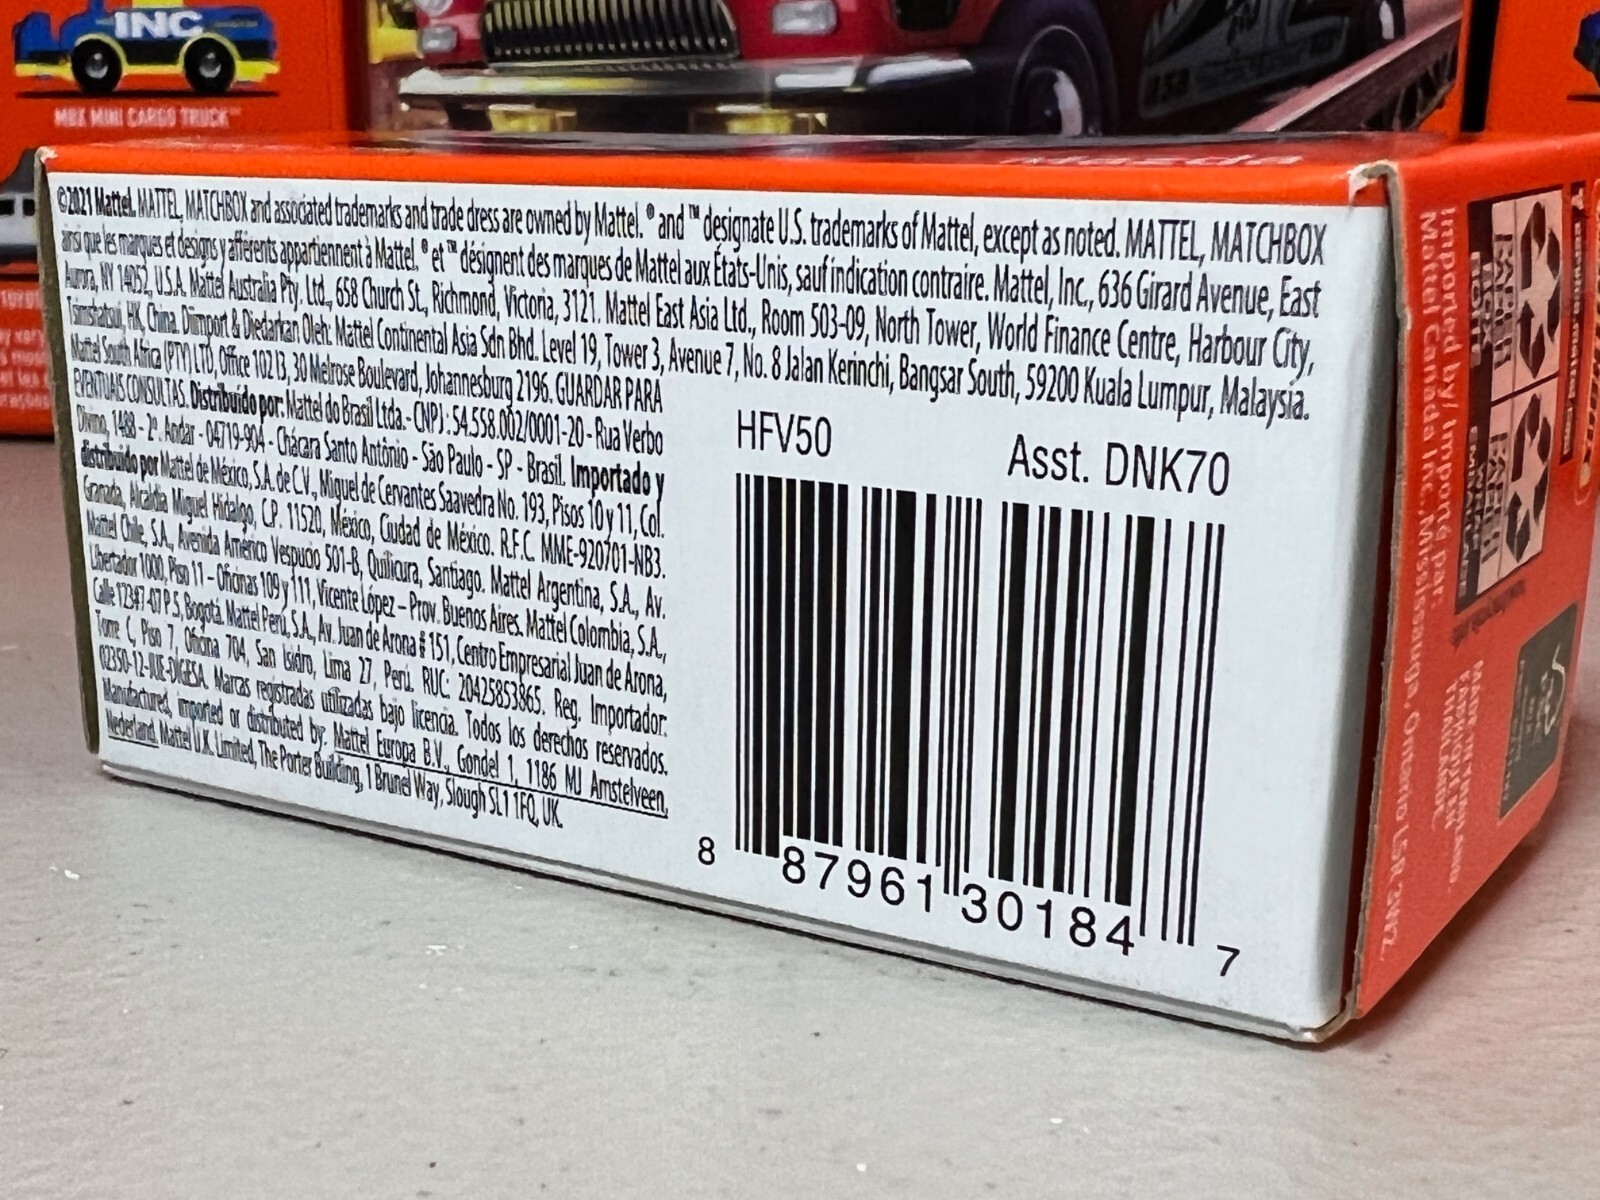 INC
MBX MINI CARGO TRUCK™
©2021 Mattel. MATTEL, MATCHBOX and associated trademarks and trade dress are owned by Mattel. ® and ™ designate U.S. trademarks of Mattel, except as noted. MATTEL, MATCHBOX
ainsi que les marques et designs y afférents appartiennent à Mattel. ® et ™ désignent des marques de Mattel aux États-Unis, sauf indication contraire. Mattel, Inc., 636 Girard Avenue, East
Aurora, NY 14052, U.S.A. Mattel Australia Pty. Ltd., 658 Church St., Richmond, Victoria, 3121. Mattel East Asia Ltd., Room 503-09, North Tower, World Finance Centre, Harbour City,
Tsimshatsui, HK, China. Diimport & Diedarkan Oleh: Mattel Continental Asia Sdn Bhd. Level 19, Tower 3, Avenue 7, No. 8 Jalan Kerinchi, Bangsar South, 59200 Kuala Lumpur, Malaysia.
Mattel South Africa (PTY) LTD, Office 102 I3, 30 Melrose Boulevard, Johannesburg 2196. GUARDAR PARA
EVENTUAIS CONSULTAS. Distribuído por: Mattel do Brasil Ltda.- CNPJ : 54.558.002/0001-20 - Rua Verbo
Divino, 1488 - 2º. Andar - 04719-904 - Chácara Santo Antônio - São Paulo - SP - Brasil. Importado y
distribuido por Mattel de México, S.A. de C.V., Miguel de Cervantes Saavedra No. 193, Pisos 10 y 11, Col.
Granada, Alcaldía Miguel Hidalgo, C.P. 11520, México, Ciudad de México. R.F.C. MME-920701-NB3.
Mattel Chile, S.A., Avenida Américo Vespucio 501-B, Quilicura, Santiago. Mattel Argentina, S.A., Av.
Libertador 1000, Piso 11 – Oficinas 109 y 111, Vicente López – Prov. Buenos Aires. Mattel Colombia, S.A.,
Calle 123#7-07 P.5, Bogotá. Mattel Perú, S.A., Av. Juan de Arona # 151, Centro Empresarial Juan de Arona,
Torre C, Piso 7, Oficina 704, San Isidro, Lima 27, Perú. RUC: 20425853865. Reg. Importador:
02350-12-JUE-DIGESA. Marcas registradas utilizadas bajo licencia. Todos los derechos reservados.
Manufactured, imported or distributed by: Mattel Europa B.V., Gondel 1, 1186 MJ Amstelveen,
Nederland. Mattel U.K. Limited, The Porter Building, 1 Brunel Way, Slough SL1 1FQ, UK.
HFV50
Asst. DNK70
8 87961 30184 7
Imported by/Importé par:
Mattel Canada Inc., Mississauga, Ontario L5R 3W2.